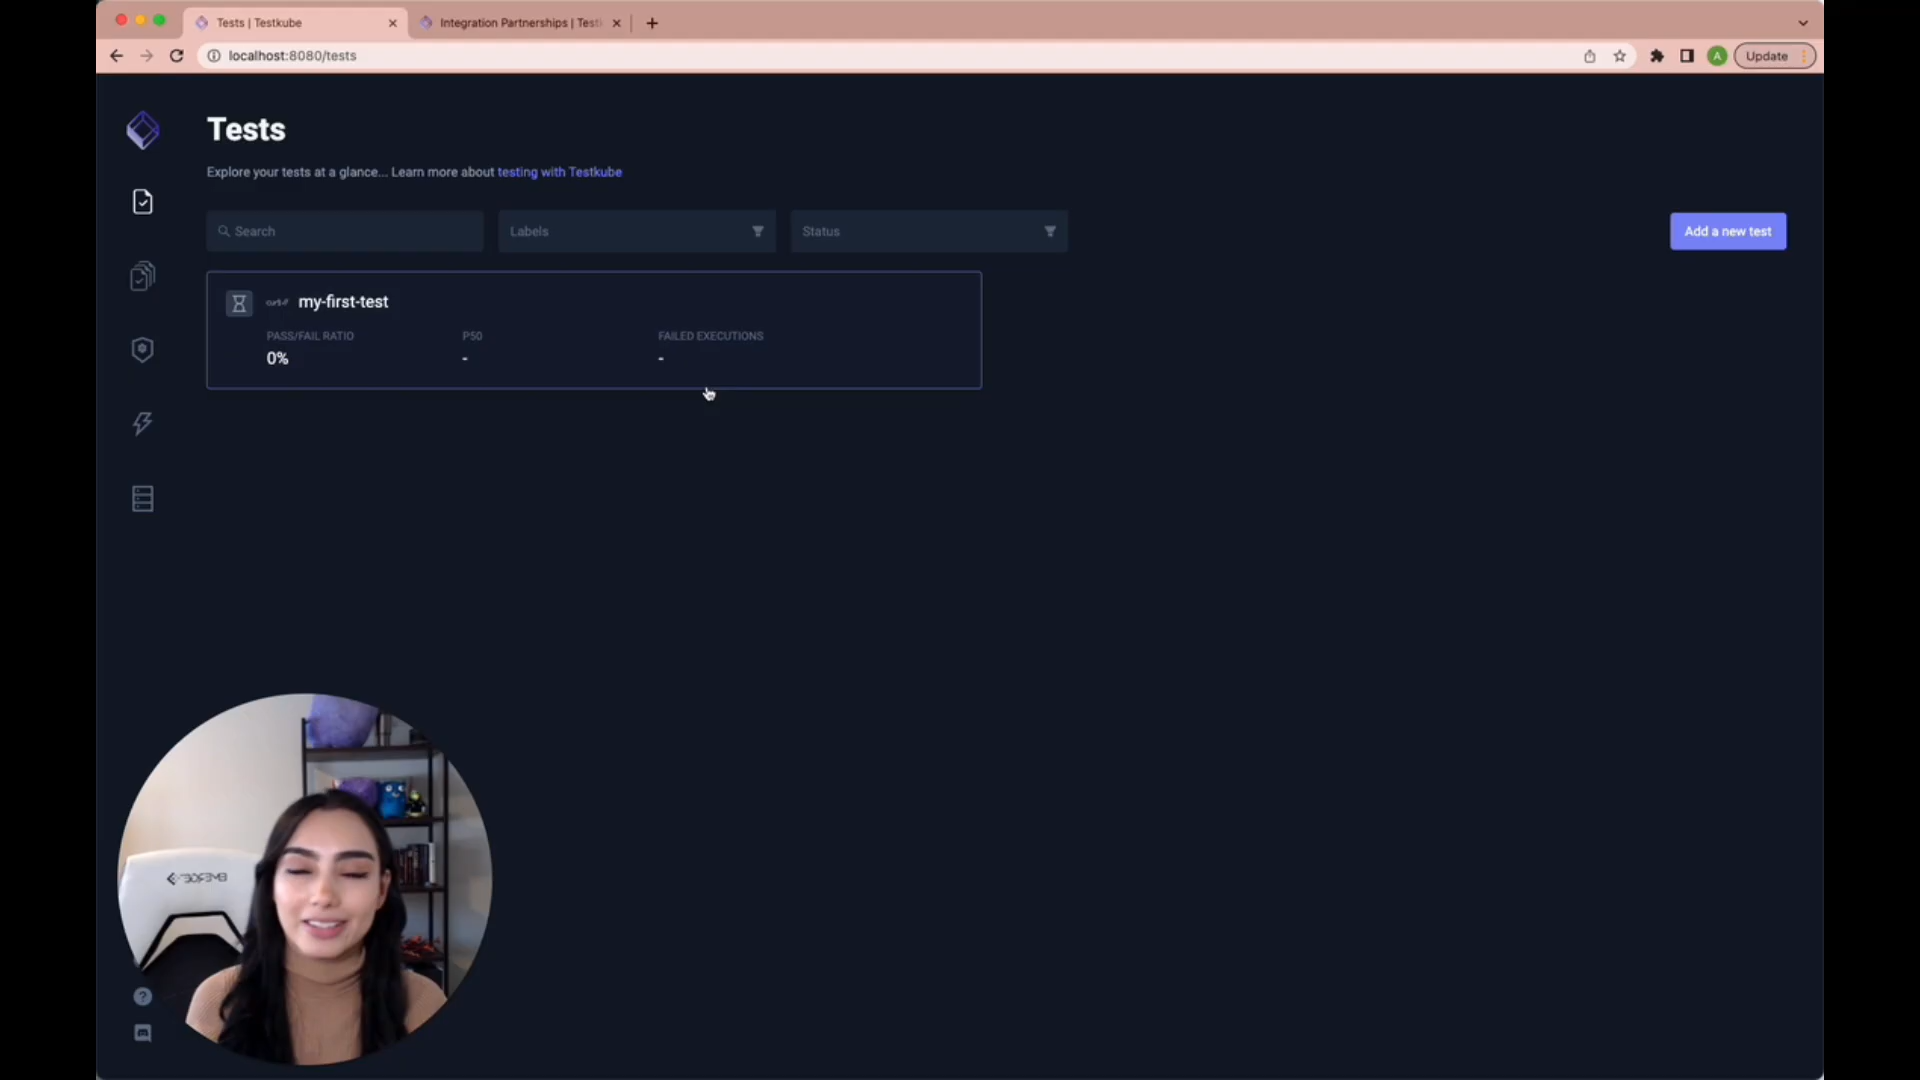 Tests | Testkube
Integration Partnerships | Test
localhost:8080/tests
A
Update
Tests
Explore your tests at a glance... Learn more about testing with Testkube
Search
Labels
Status
Add a new test
my-first-test
PASS/FAIL RATIO
P50
FAILED EXECUTIONS
0%
-
-
?